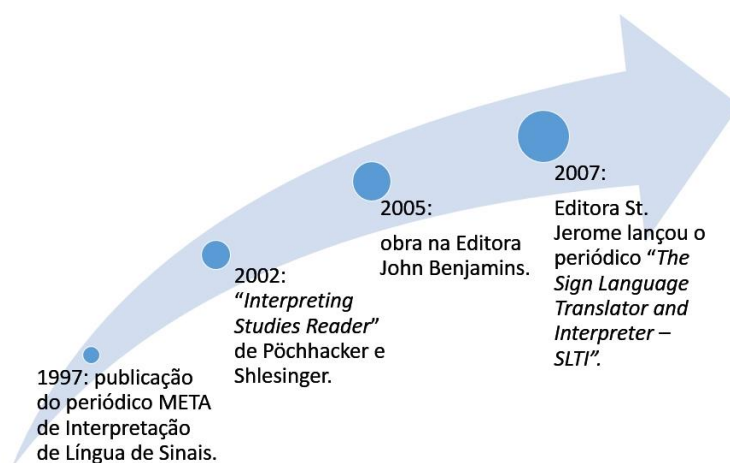 1997: publicação
do periódico META
de Interpretação
de Língua de Sinais.
2002:
“Interpreting
Studies Reader”
de Pöchhacker e
Shlesinger.
2005:
obra na Editora
John Benjamins.
2007:
Editora St.
Jerome lançou o
periódico “The
Sign Language
Translator and
Interpreter –
SLTI”.